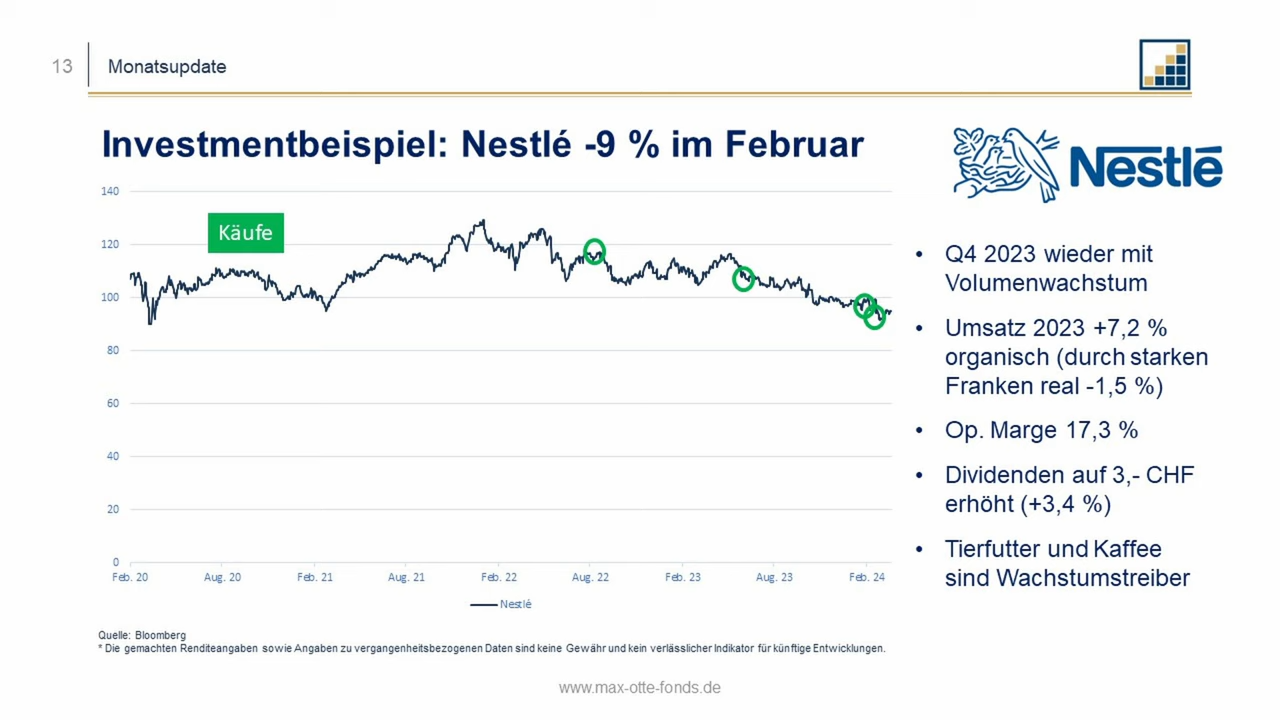 13
Monatsupdate
Investmentbeispiel: Nestlé -9 % im Februar
Nestlé
140
120
100
80
60
40
20
0
Käufe
Feb. 20
Aug. 20
Feb. 21
Aug. 21
Feb. 22
Aug. 22
Feb. 23
Aug. 23
Feb. 24
Nestlé
• Q4 2023 wieder mit
Volumenwachstum
• Umsatz 2023 +7,2 %
organisch (durch starken
Franken real -1,5 %)
• Op. Marge 17,3 %
• Dividenden auf 3,- CHF
erhöht (+3,4 %)
• Tierfutter und Kaffee
sind Wachstumstreiber
Quelle: Bloomberg
* Die gemachten Renditeangaben sowie Angaben zu vergangenheitsbezogenen Daten sind keine Gewähr und kein verlässlicher Indikator für künftige Entwicklungen.
www.max-otte-fonds.de